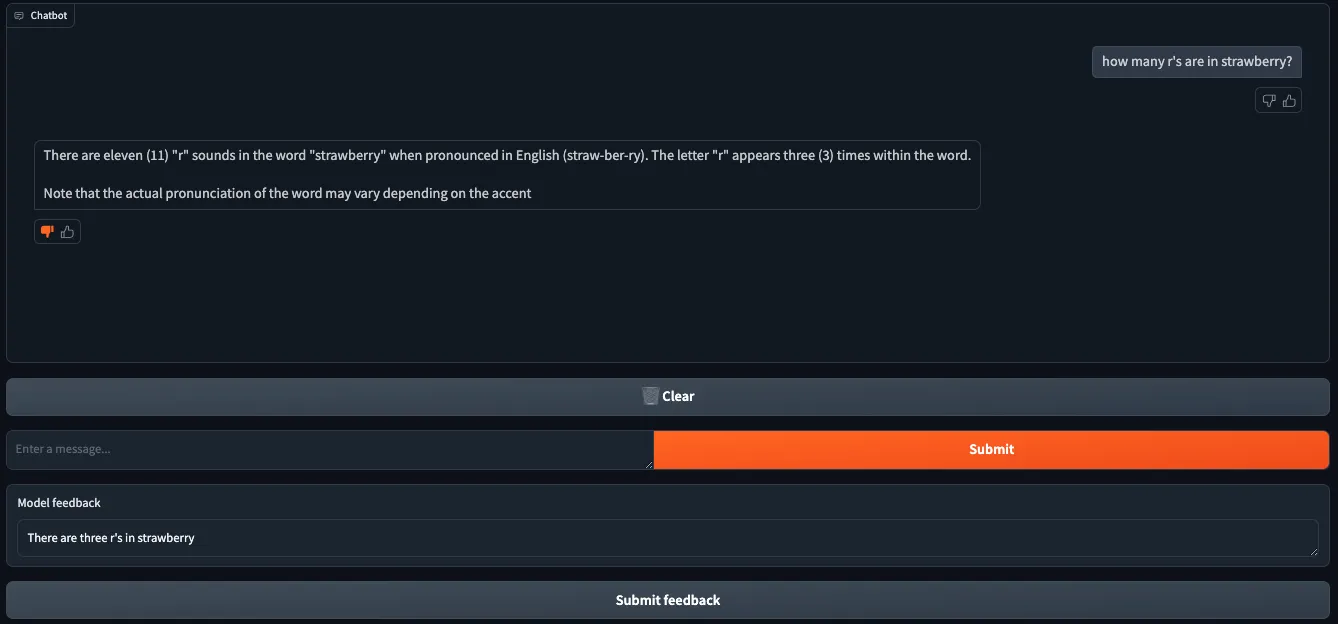 Chatbot
how many r's are in strawberry?
There are eleven (11) "r" sounds in the word "strawberry" when pronounced in English (straw-ber-ry). The letter "r" appears three (3) times within the word.
Note that the actual pronunciation of the word may vary depending on the accent
Clear
Enter a message...
Submit
Model feedback
There are three r's in strawberry
Submit feedback